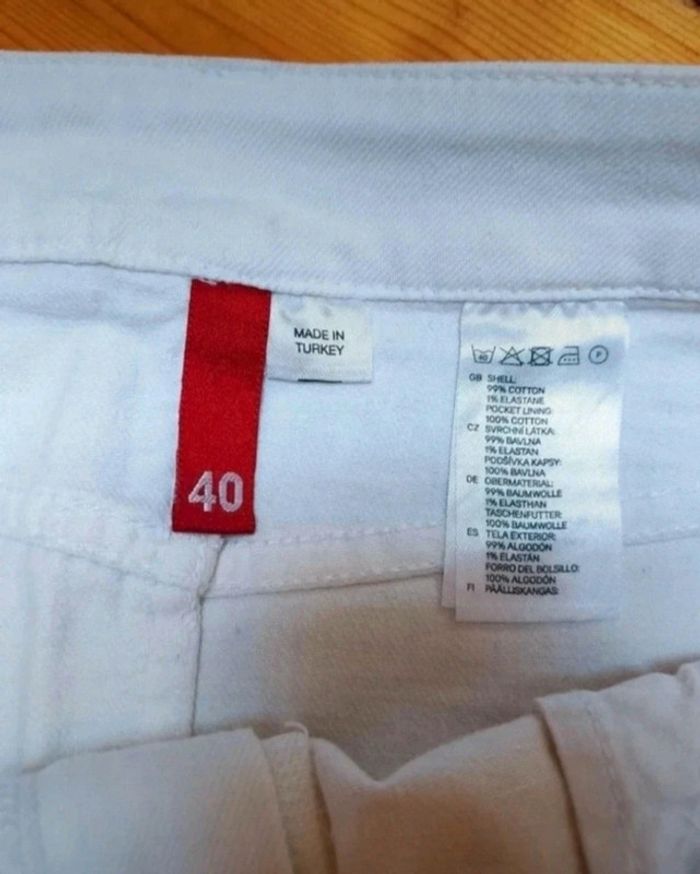 MADE IN
TURKEY
40
40
P
GB SHELL:
99% COTTON
1% ELASTANE
POCKET LINING:
100% COTTON
CZ SVRCHNÍ LÁTKA:
99% BAVLNA
1% ELASTAN
PODŠÍVKA KAPSY:
100% BAVLNA
DE OBERMATERIAL:
99% BAUMWOLLE
1% ELASTHAN
TASCHENFUTTER:
100% BAUMWOLLE
ES TELA EXTERIOR:
99% ALGODÓN
1% ELASTÁN
FORRO DEL BOLSILLO:
100% ALGODÓN
FI PÄÄLLISKANGAS: